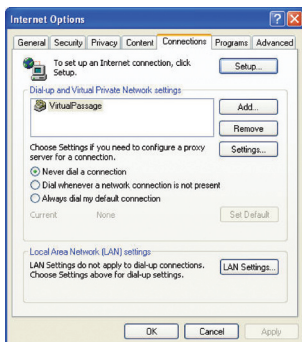 Internet Options
General Security Privacy Content Connections Programs Advanced
To set up an Internet connection, click
Setup.
Setup...
Dial-up and Virtual Private Network settings
VirtualPassage
Add...
Remove
Choose Settings if you need to configure a proxy
server for a connection.
Settings...
Never dial a connection
Dial whenever a network connection is not present
Always dial my default connection
Current None
Set Default
Local Area Network (LAN) settings
LAN Settings do not apply to dial-up connections.
Choose Settings above for dial-up settings.
LAN Settings...
OK Cancel Apply